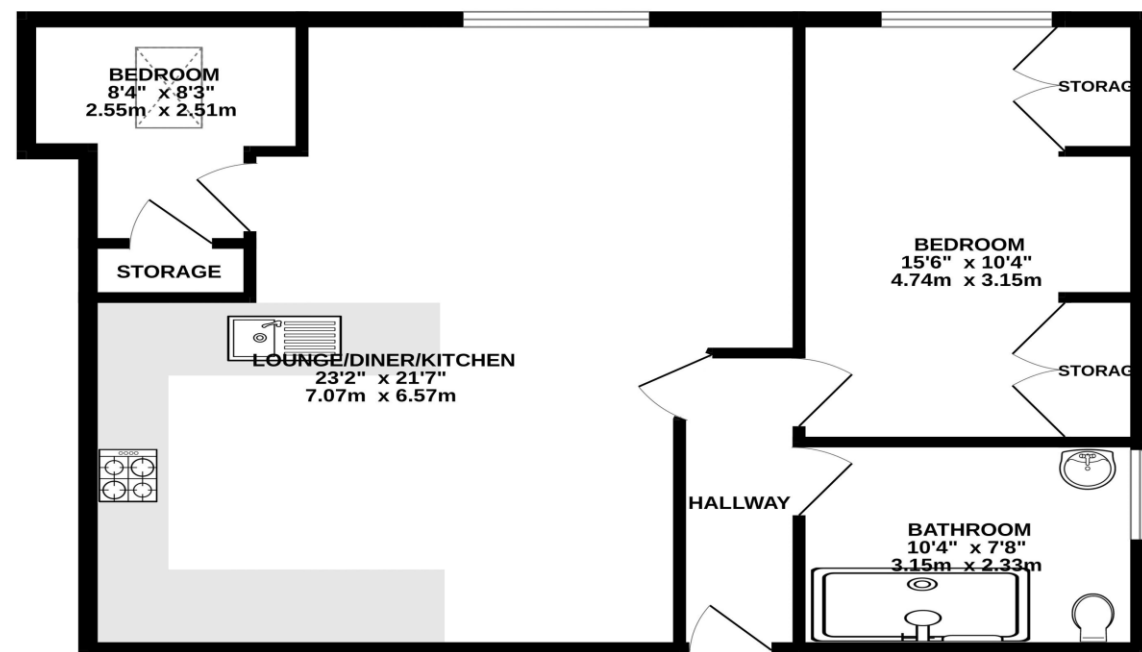 BEDROOM
8'4" x 8'3"
2.55m x 2.51m
STORAGE
LOUNGE/DINER/KITCHEN
23'2" x 21'7"
7.07m x 6.57m
STORAG
BEDROOM
15'6" x 10'4"
4.74m x 3.15m
STORAG
HALLWAY
BATHROOM
10'4" x 7'8"
3.15m x 2.33m